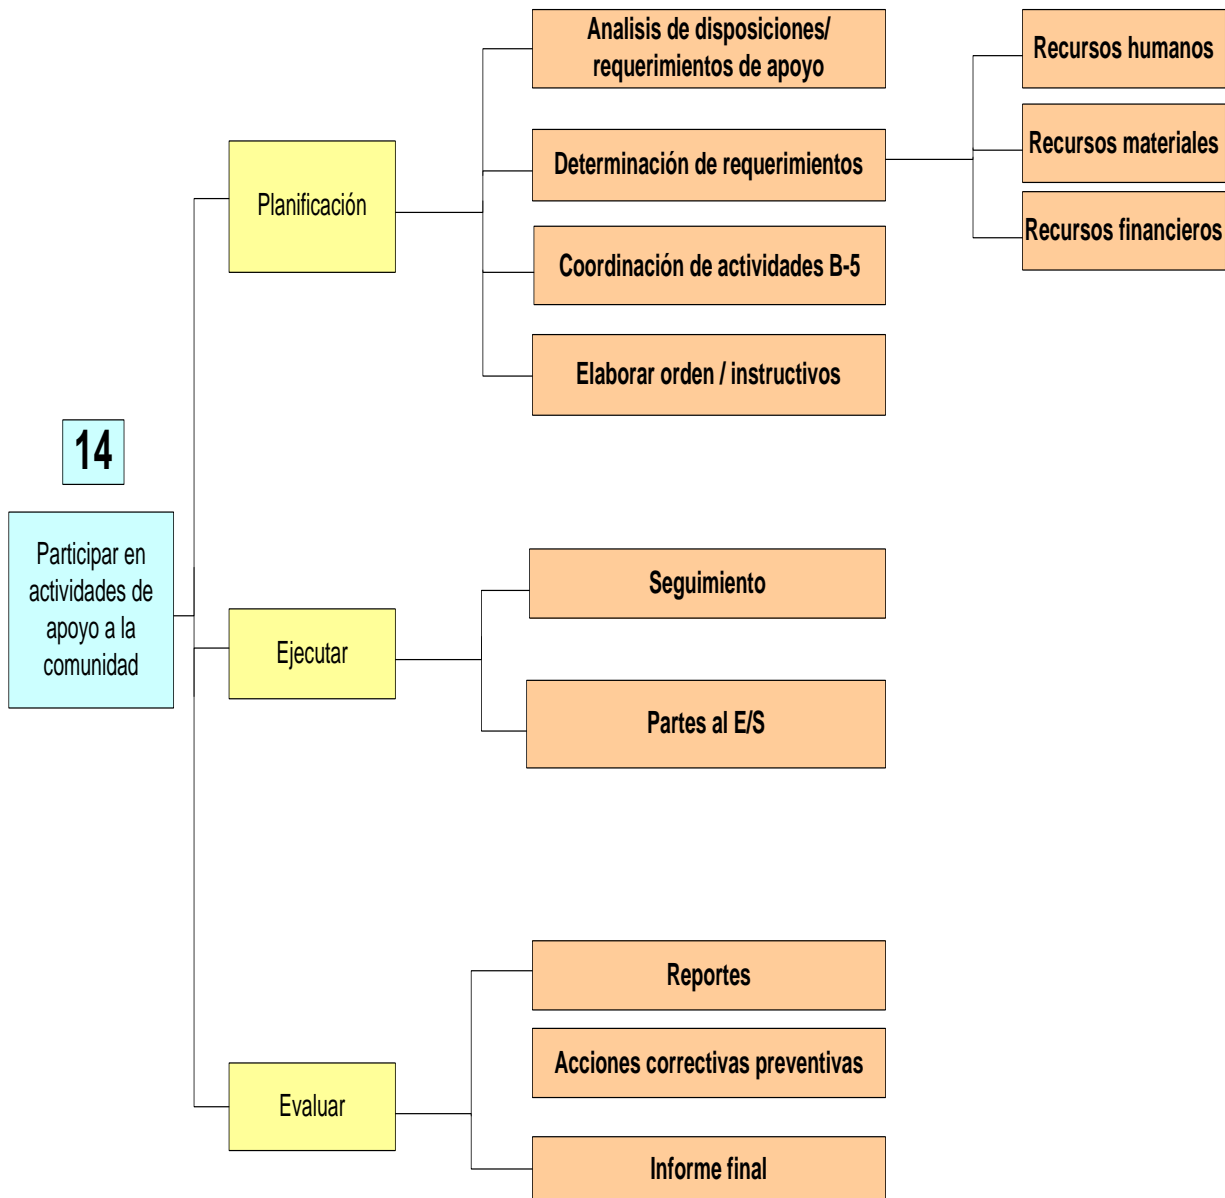 Analisis de disposiciones/
requerimientos de apoyo
Recursos humanos
Determinación de requerimientos
Recursos materiales
Planificación
Recursos financieros
Coordinación de actividades B-5
Elaborar orden / instructivos
14
Participar en
actividades de
apoyo a la
comunidad
Seguimiento
Ejecutar
Partes al E/S
Reportes
Acciones correctivas preventivas
Evaluar
Informe final